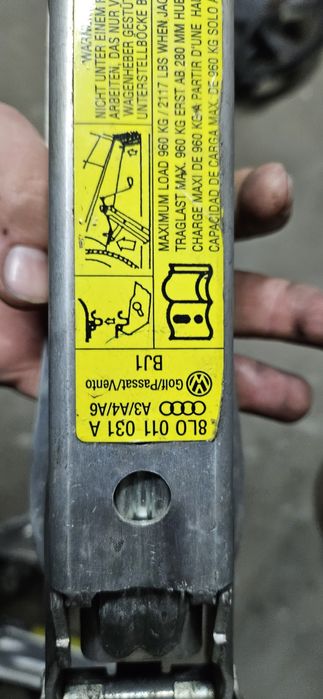 NICHT UNTER EINEM
ARBEITEN, DAS NUR
WAGENHEBER
UNTERSTELLBÖCKE
MAXIMUM LOAD 960 KG / 2117 LBS WHEN
TRAGLAST MAX. 960 KG ERST AB 280 MM
CHARGE MAXI DE 960 KG A PARTIR D'UNE
CAPACIDAD DE CARGA MAX DE 960 KG SOLO
8L0 011 031 A
A3/A4/A6
Golf/Passat/Vento
BJ1